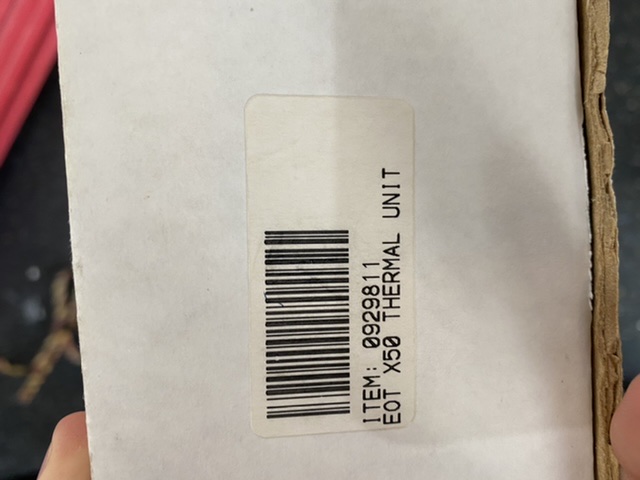 ITEM: 0929811
EOT X50 THERMAL UNIT